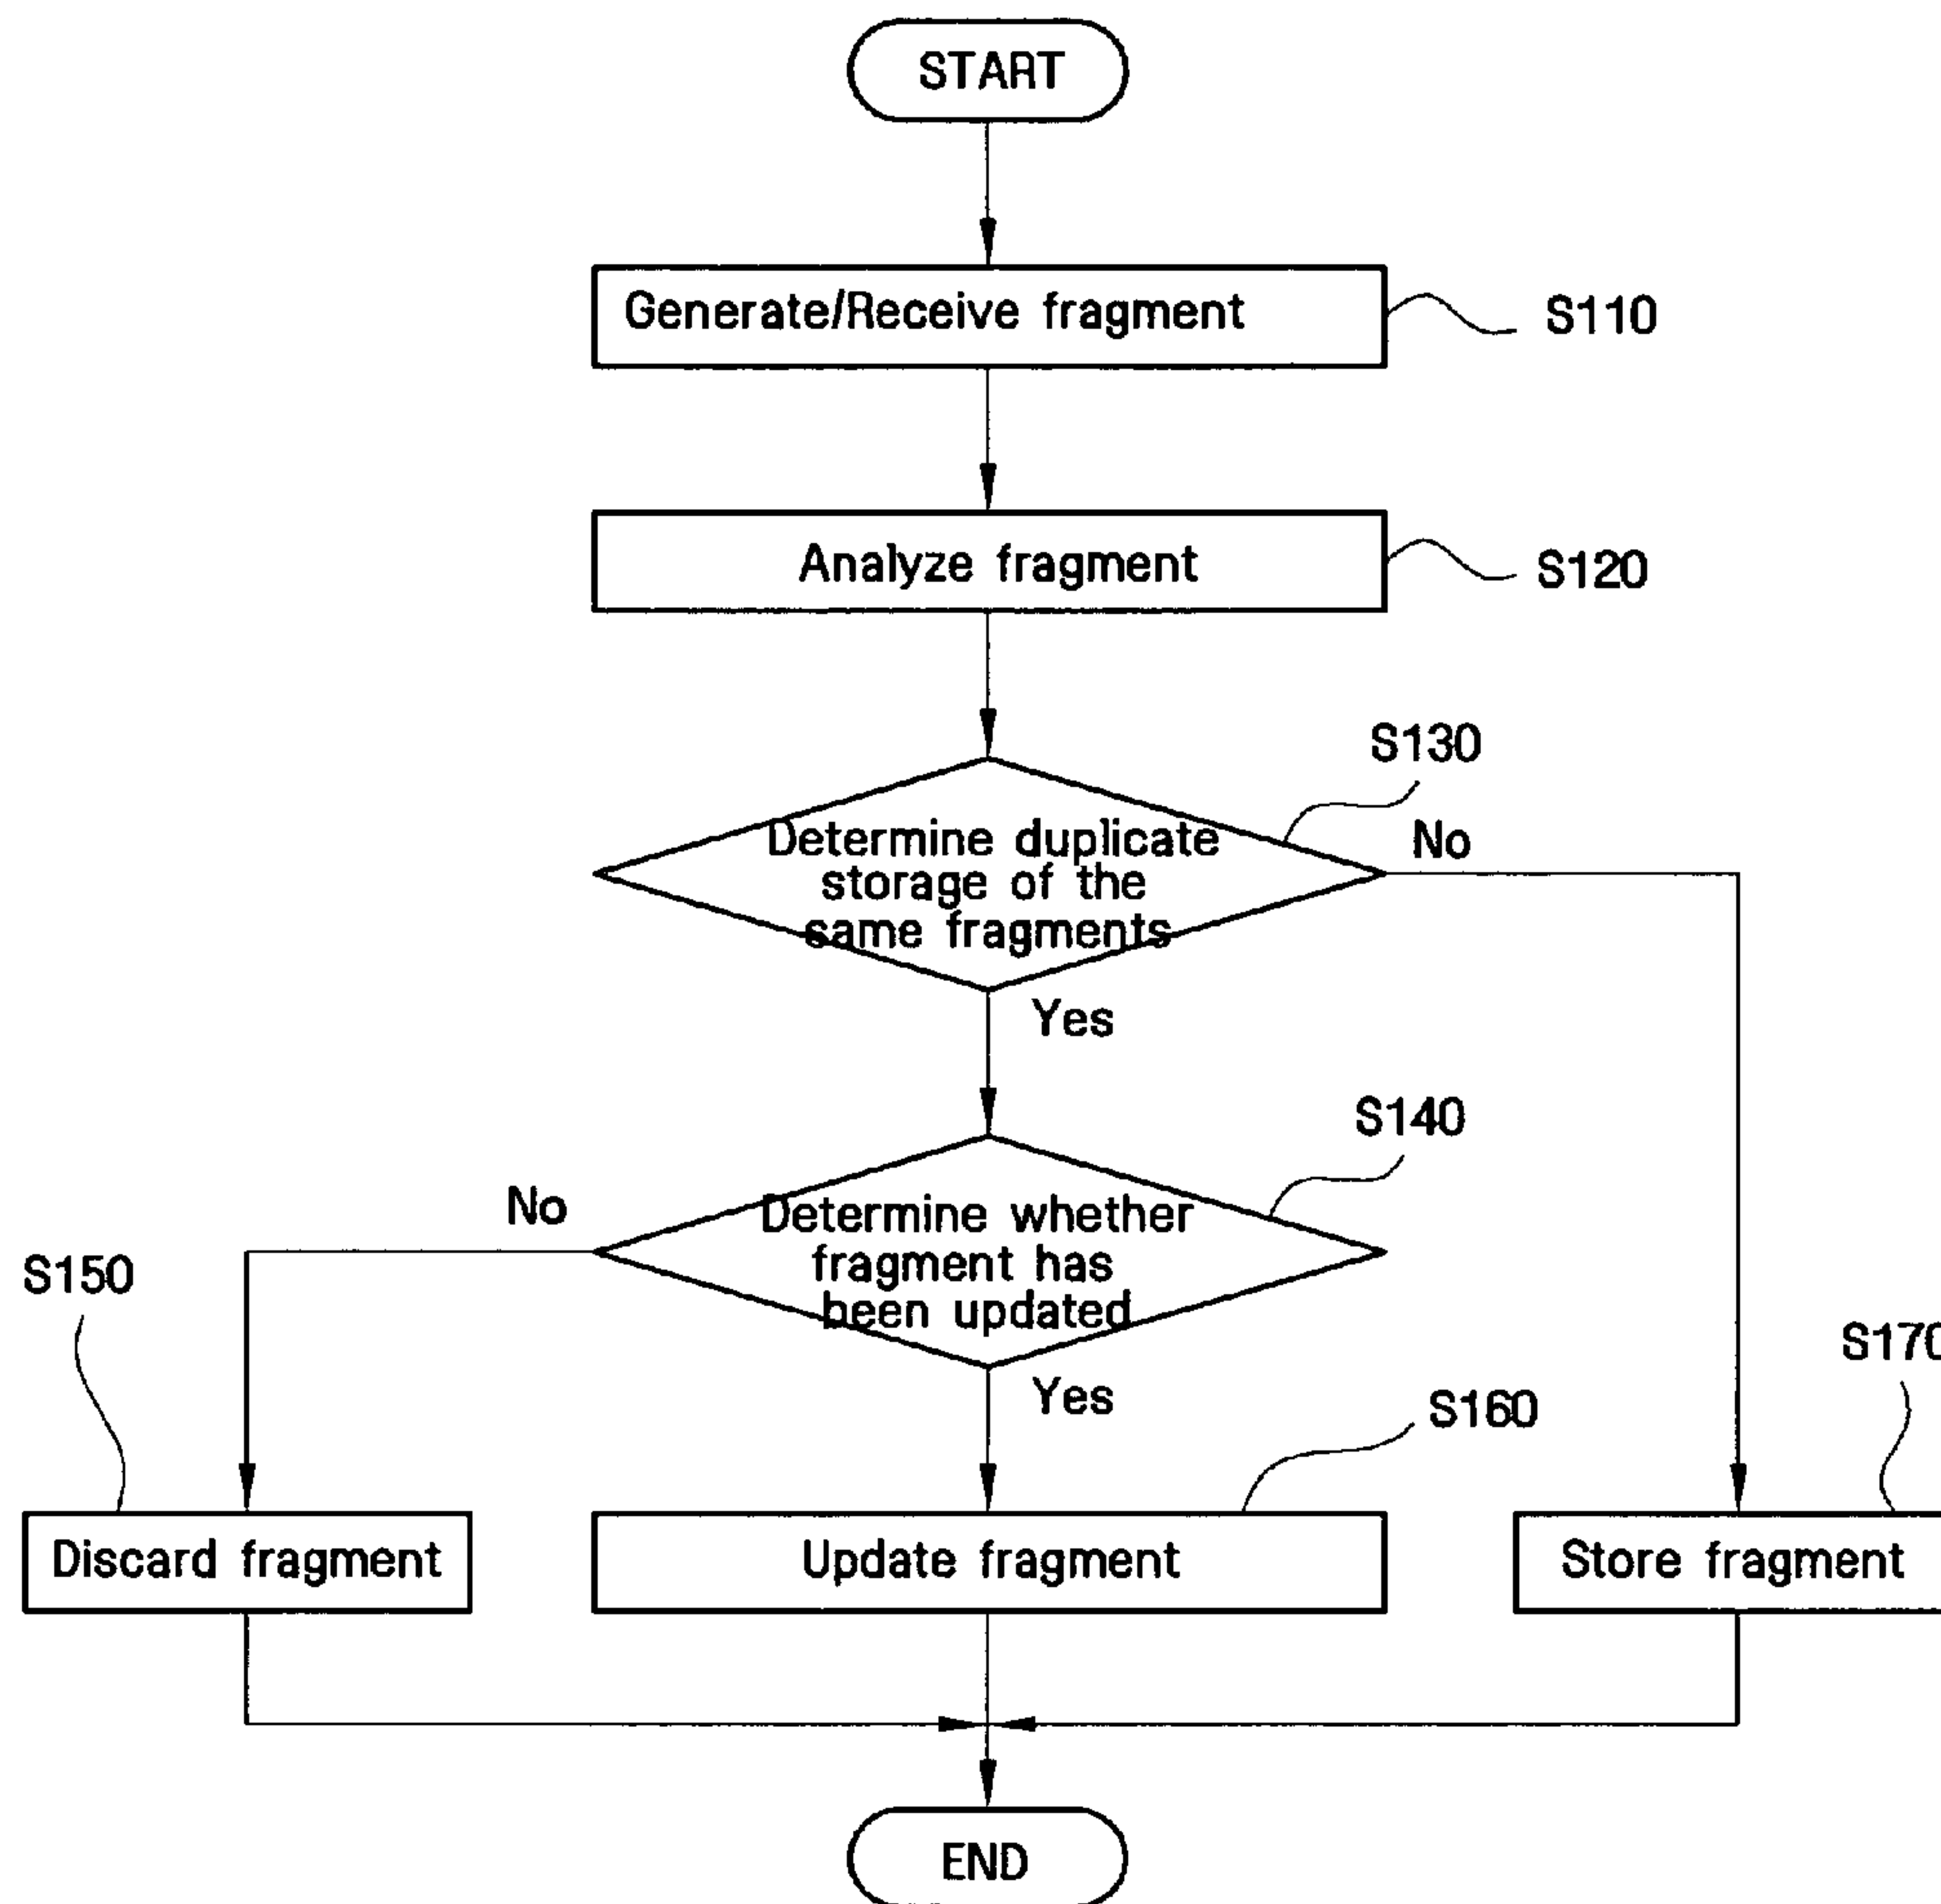 START
Generate/Receive fragment
S110
Analyze fragment
S120
S130
Determine duplicate
storage of the
same fragments
No
Yes
S140
No
Determine whether
fragment has
been updated
S150
Yes
S160
S170
Discard fragment
Update fragment
Store fragment
END